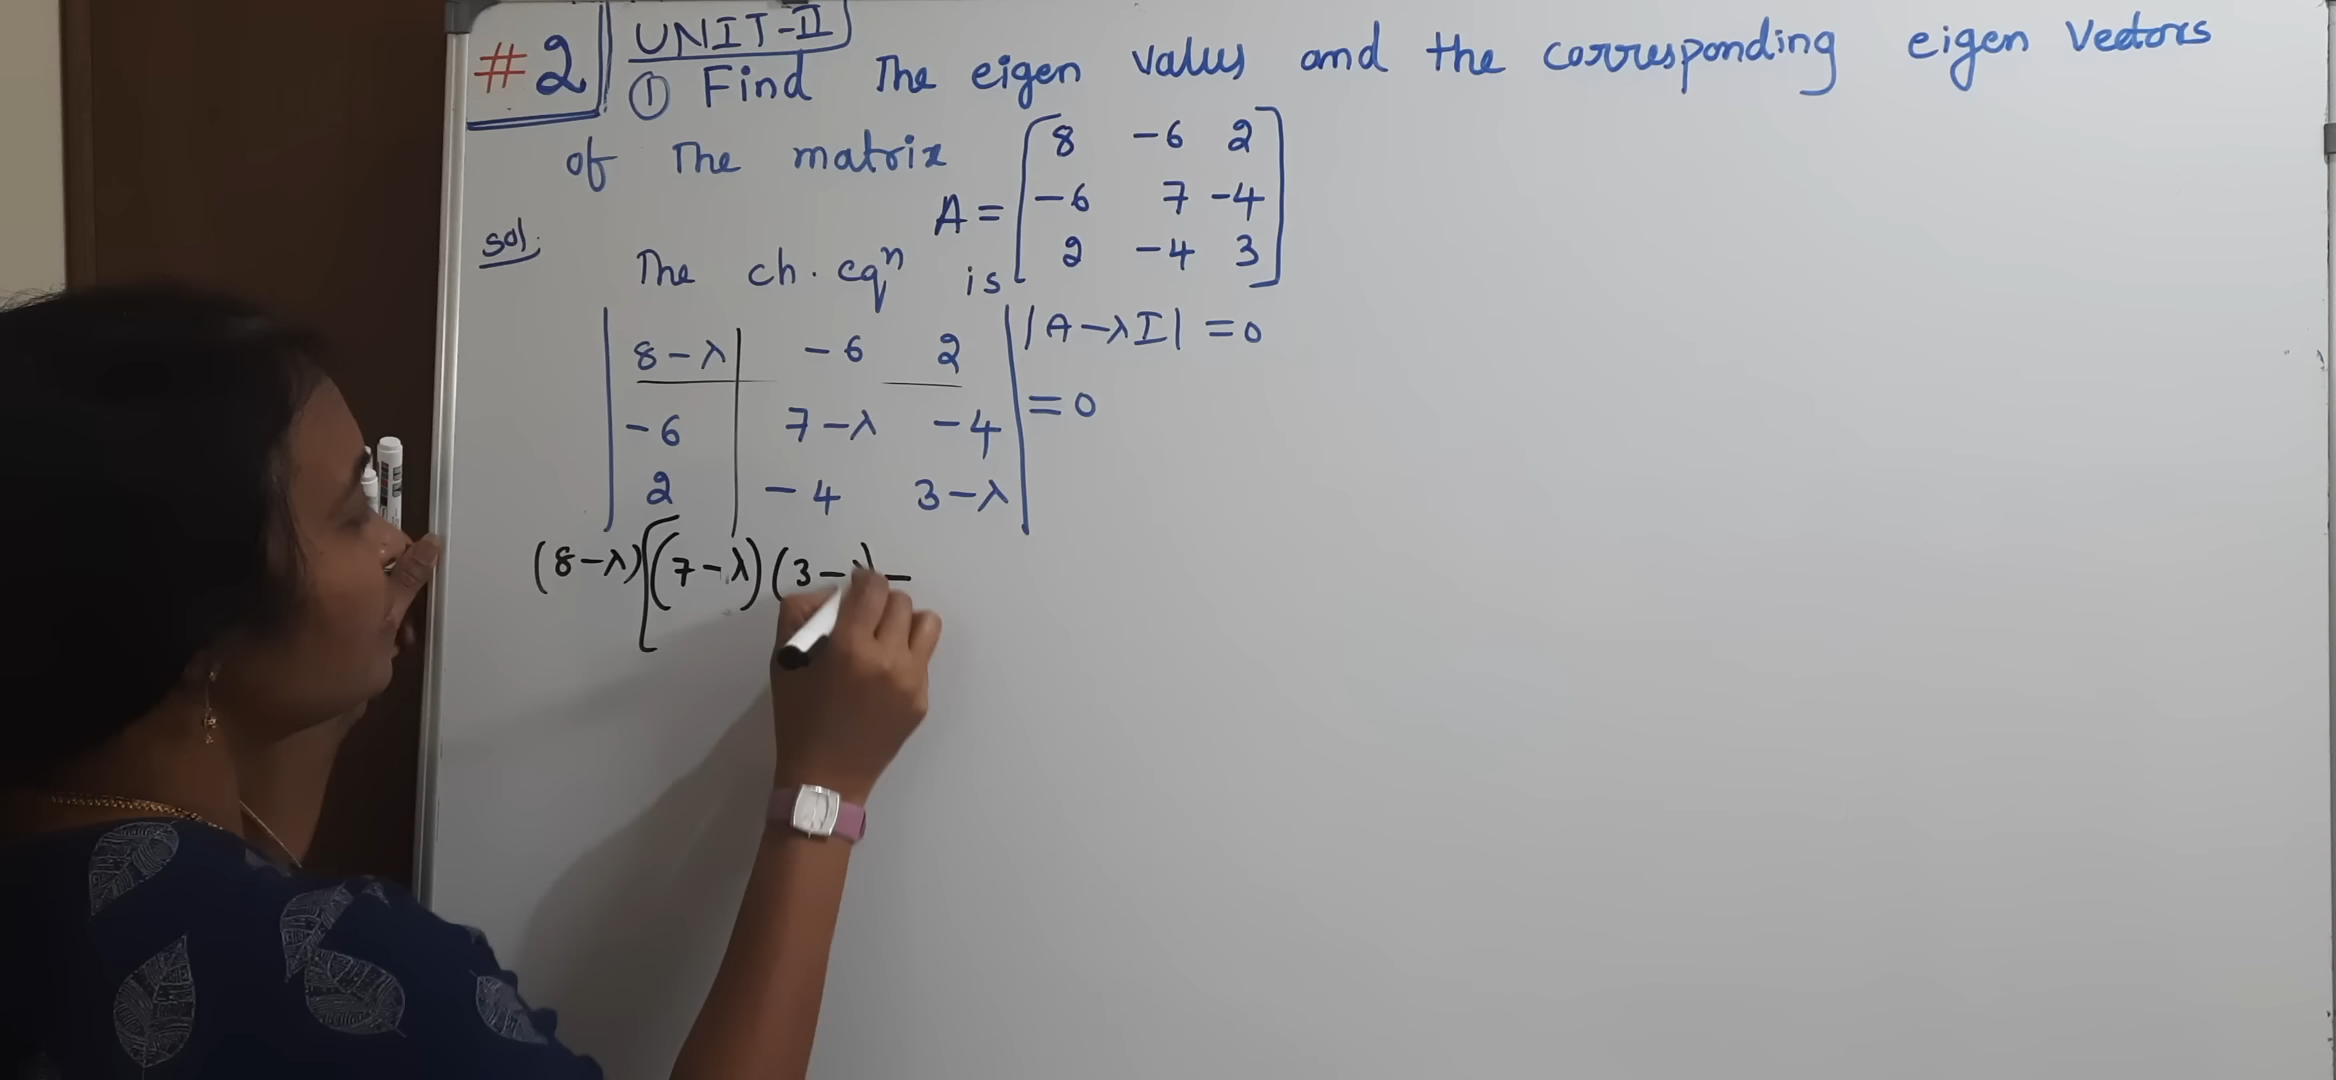 #2 UNIT-II
① Find The eigen values and the corresponding eigen Vectors
of The matrix A = [8 -6 2
-6 7 -4
2 -4 3]
Sol.
The ch. eqⁿ is |A-λI| = 0
|8-λ -6 2
-6 7-λ -4
2 -4 3-λ| = 0
(8-λ)[(7-λ)(3-λ)-